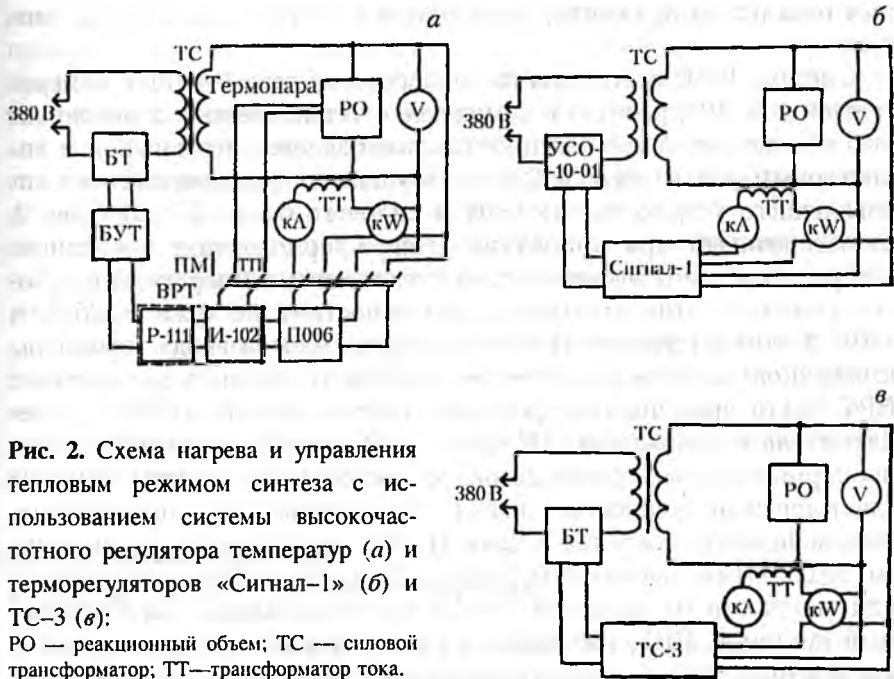 а
ТС
Термопара
РО
V
380 В
БТ
БУТ
ТТ
кА
кW
ПМ
ТП
ВРТ
Р-111
И-102
П006
б
ТС
РО
V
380 В
УСО-
-10-01
ТТ
кА
кW
Сигнал-1
в
ТС
РО
V
380 В
БТ
ТТ
кА
кW
ТС-3
Рис. 2. Схема нагрева и управления
тепловым режимом синтеза с ис-
пользованием системы высокочас-
тотного регулятора температур (а) и
терморегуляторов «Сигнал–1» (б) и
ТС–3 (в):
РО — реакционный объем; ТС — силовой
трансформатор; ТТ—трансформатор тока.